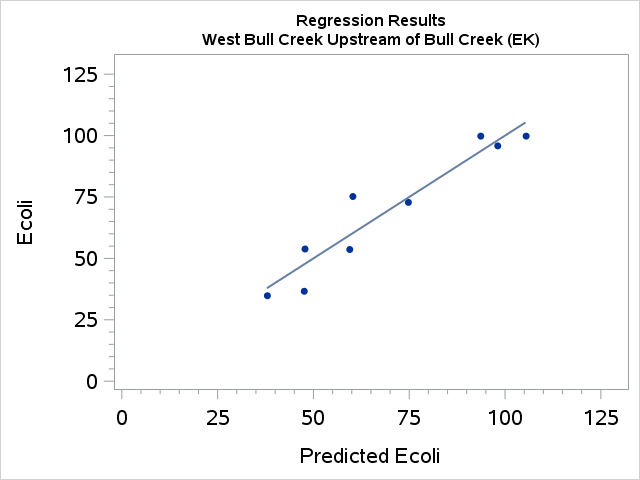 Regression Results
West Bull Creek Upstream of Bull Creek (EK)
125
100
75
50
25
0
Ecoli
0 25 50 75 100 125
Predicted Ecoli